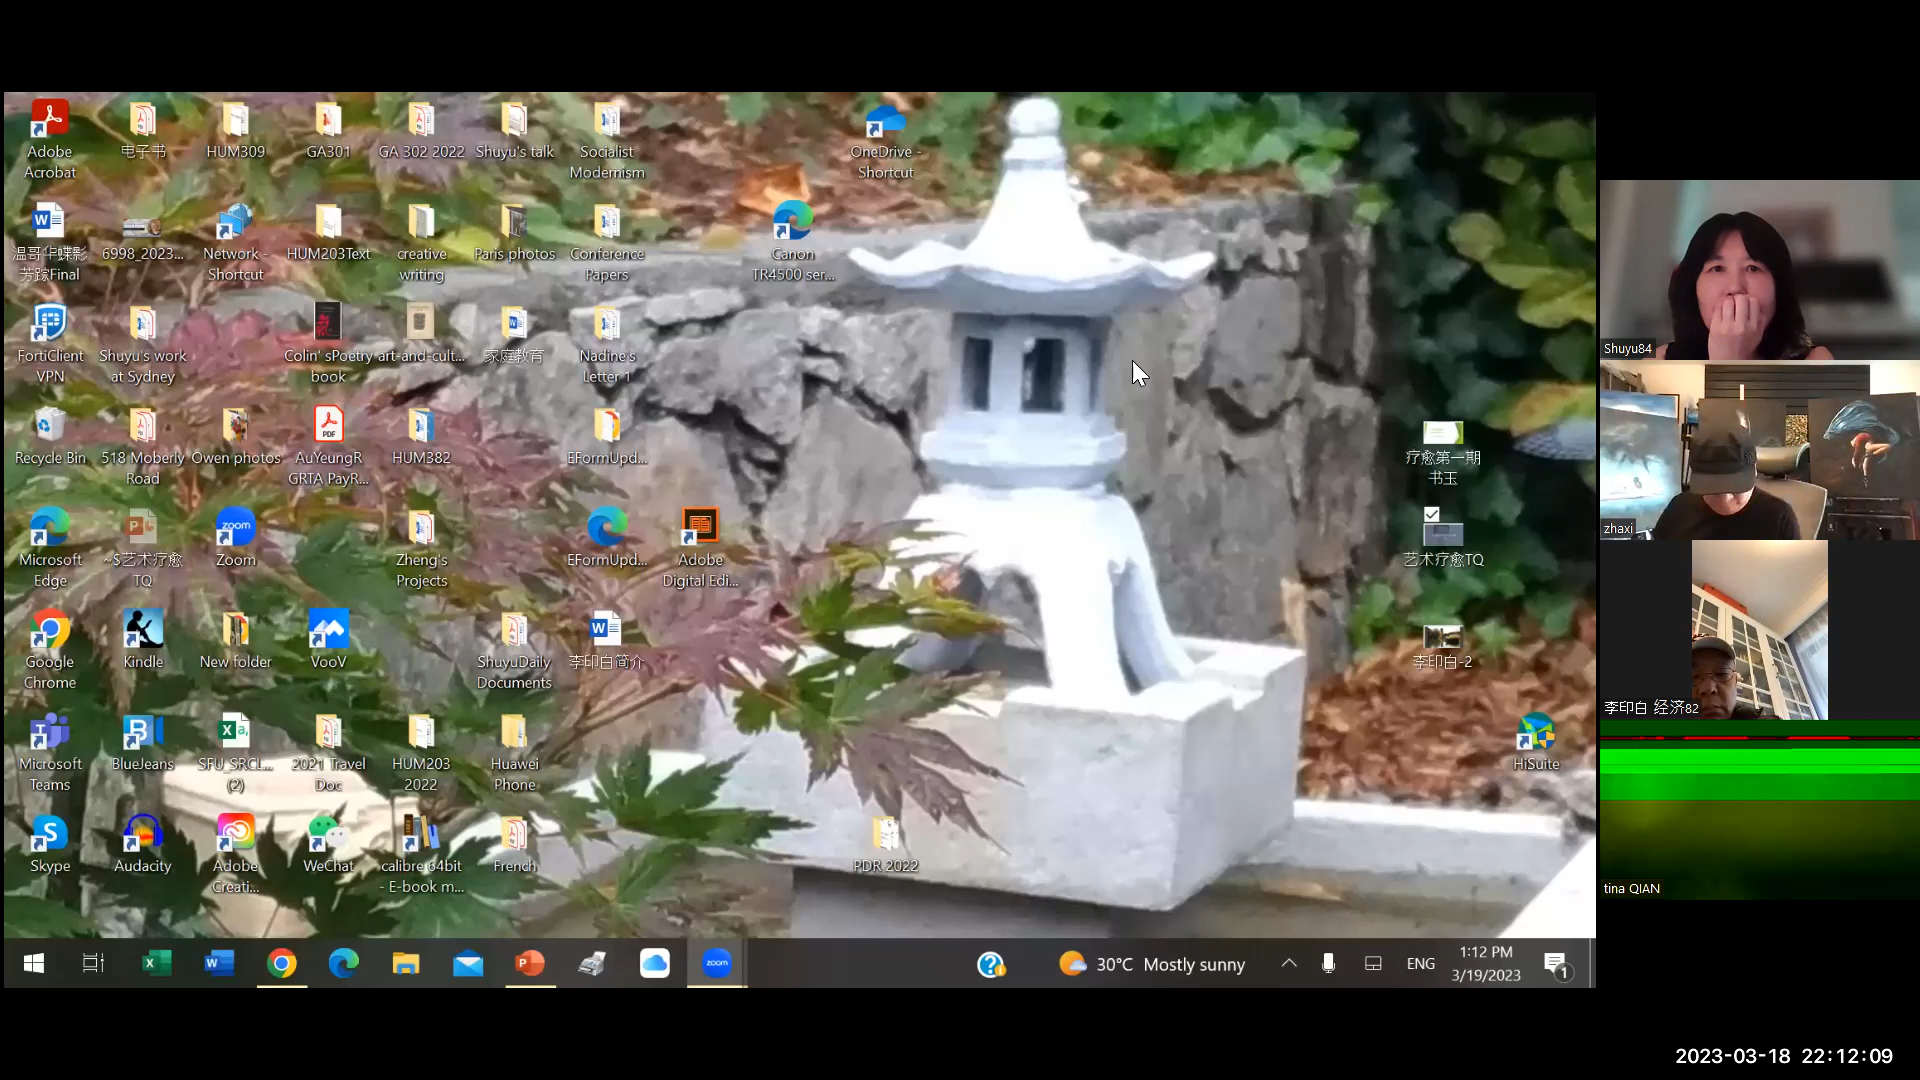 Adobe
Acrobat
电子书
HUM309
GA301
GA 302 2022
Shuyu's talk
Socialist
Modernism
OneDrive -
Shortcut
温哥华蝶影
芳踪Final
6998_2023...
Network -
Shortcut
HUM203Text
creative
writing
Paris photos
Conference
Papers
Canon
TR4500 ser...
FortiClient
VPN
Shuyu's work
at Sydney
Colin' sPoetry
book
art-and-cult...
家庭教育
Nadine's
Letter 1
Recycle Bin
518 Moberly
Road
Owen photos
PDF
AuYeungR
GRTA PayR...
HUM382
EFormUpd...
疗愈第一期
书玉
Microsoft
Edge
~$艺术疗愈
TQ
zoom
Zoom
Zheng's
Projects
EFormUpd...
Adobe
Digital Edi...
艺术疗愈TQ
Google
Chrome
Kindle
New folder
VooV
ShuyuDaily
Documents
李印白简介
李印白-2
Microsoft
Teams
BlueJeans
SFU_SRCL...
(2)
2021 Travel
Doc
HUM203
2022
Huawei
Phone
HiSuite
Skype
Audacity
Adobe
Creati...
WeChat
calibre 64bit
- E-book m...
French
PDR 2022
zoom
30°C Mostly sunny
ENG
1:12 PM
3/19/2023
1
Shuyu84
zhaxi
李印白 经济82
tina QIAN
2023-03-18 22:12:09